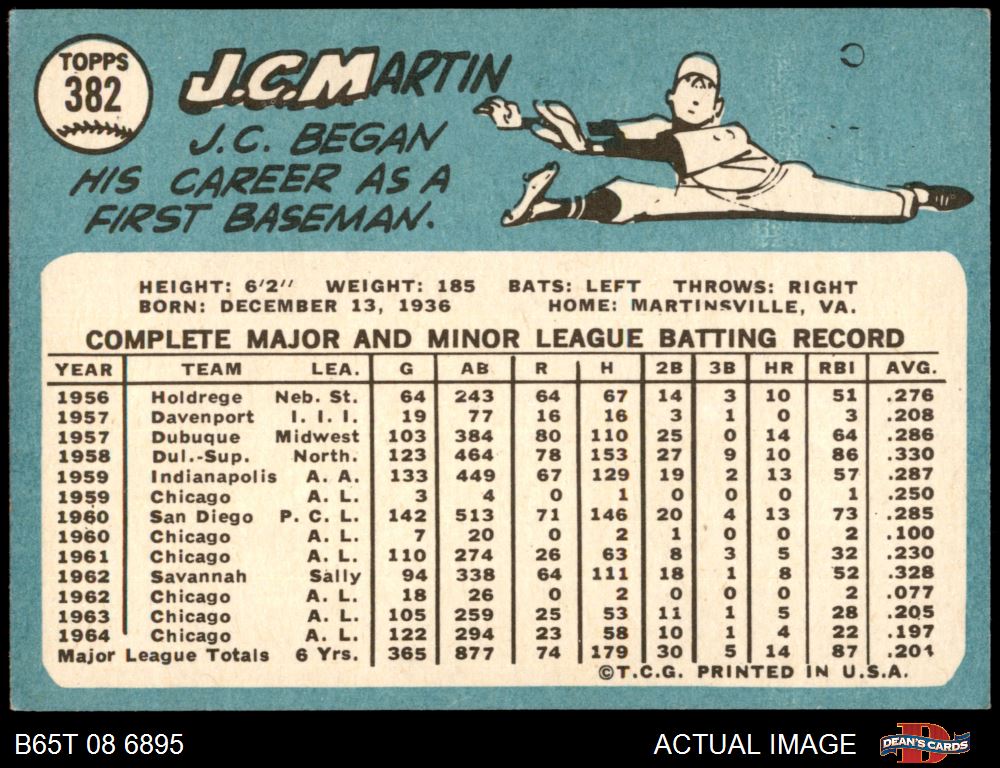 TOPPS
382
J.C. MARTIN
J.C. BEGAN
HIS CAREER AS A
FIRST BASEMAN.
HEIGHT: 6'2" WEIGHT: 185 BATS: LEFT THROWS: RIGHT
BORN: DECEMBER 13, 1936 HOME: MARTINSVILLE, VA.
COMPLETE MAJOR AND MINOR LEAGUE BATTING RECORD
YEAR TEAM LEA. G AB R H 2B 3B HR RBI AVG.
1956 Holdrege Neb. St. 64 243 64 67 14 3 10 51 .276
1957 Davenport I. I. I. 19 77 16 16 3 1 0 3 .208
1957 Dubuque Midwest 103 384 80 110 25 0 14 64 .286
1958 Dul.-Sup. North. 123 464 78 153 27 9 10 86 .330
1959 Indianapolis A. A. 133 449 67 129 19 2 13 57 .287
1959 Chicago A. L. 3 4 0 1 0 0 0 1 .250
1960 San Diego P. C. L. 142 513 71 146 20 4 13 73 .285
1960 Chicago A. L. 7 20 0 2 1 0 0 2 .100
1961 Chicago A. L. 110 274 26 63 8 3 5 32 .230
1962 Savannah Sally 94 338 64 111 18 1 8 52 .328
1962 Chicago A. L. 18 26 0 2 0 0 0 2 .077
1963 Chicago A. L. 105 259 25 53 11 1 5 28 .205
1964 Chicago A. L. 122 294 23 58 10 1 4 22 .197
Major League Totals 6 Yrs. 365 877 74 179 30 5 14 87 .204
©T.C.G. PRINTED IN U.S.A.
B65T 08 6895
ACTUAL IMAGE
DEAN'S CARDS